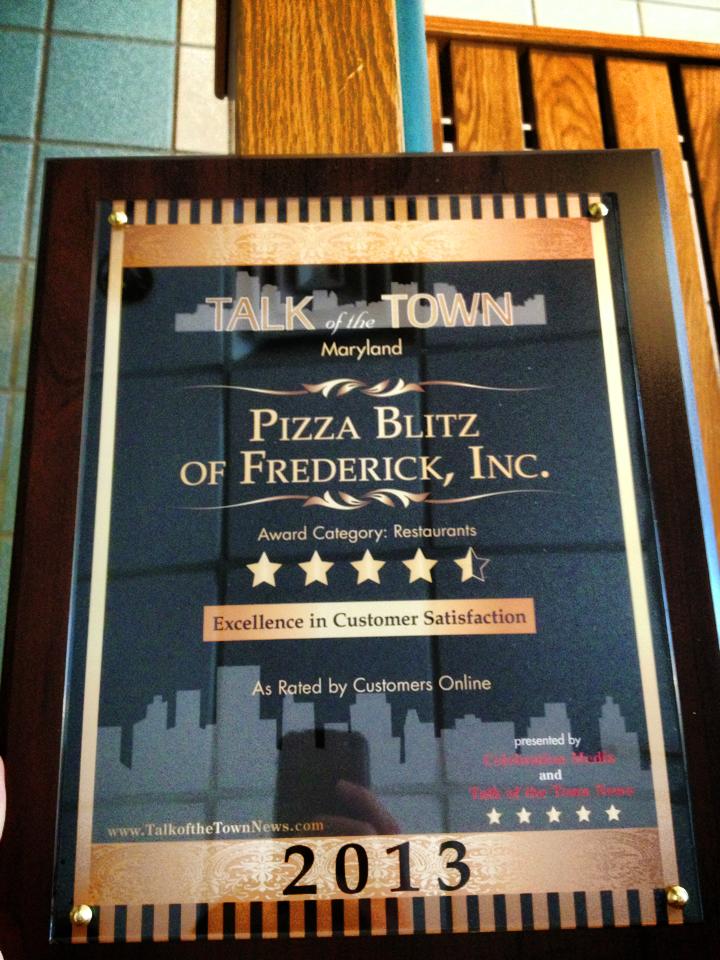 TALK of the TOWN
Maryland
PIZZA BLITZ
OF FREDERICK, INC.
Award Category: Restaurants
Excellence in Customer Satisfaction
As Rated by Customers Online
presented by
Celebration Media
and
Talk of the Town News
www.TalkoftheTownNews.com
2013